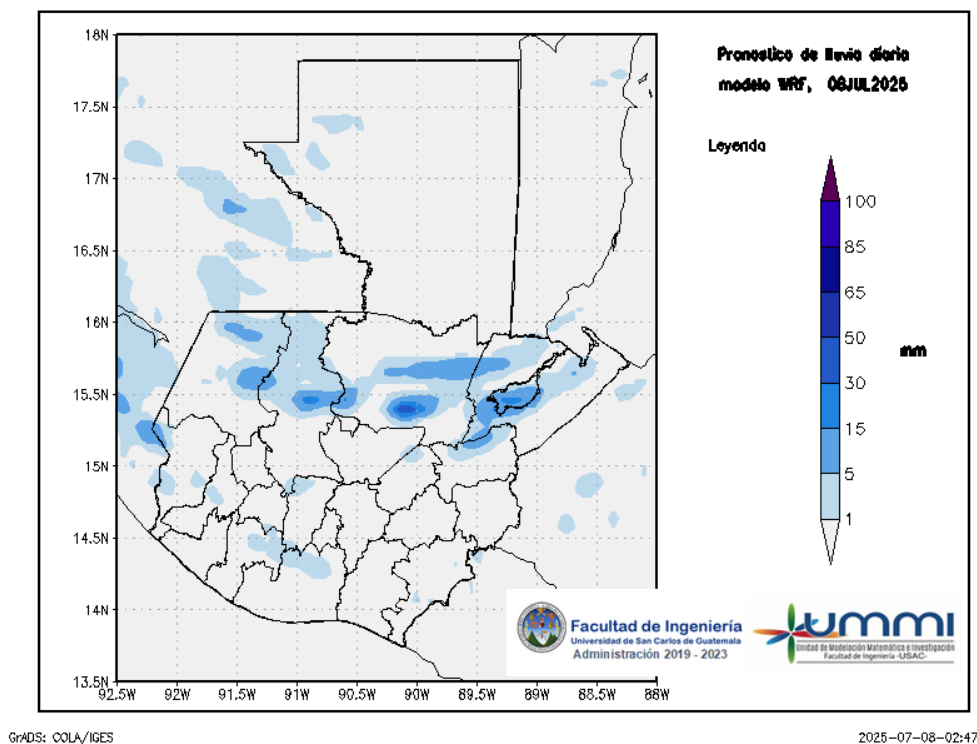 Pronostico de lluvia diaria
modelo WRF, 08JUL2025
Leyenda
100
85
65
50
30
15
5
1
mm
18N
17.5N
17N
16.5N
16N
15.5N
15N
14.5N
14N
13.5N
92.5W 92W 91.5W 91W 90.5W 90W 89.5W 89W 88.5W 88W
Facultad de Ingeniería
Universidad de San Carlos de Guatemala
Administración 2019 - 2023
ummi
Unidad de Modelación Matemática e Investigación
Facultad de Ingeniería -USAC-
GrADS: COLA/IGES
2025-07-08-02:47